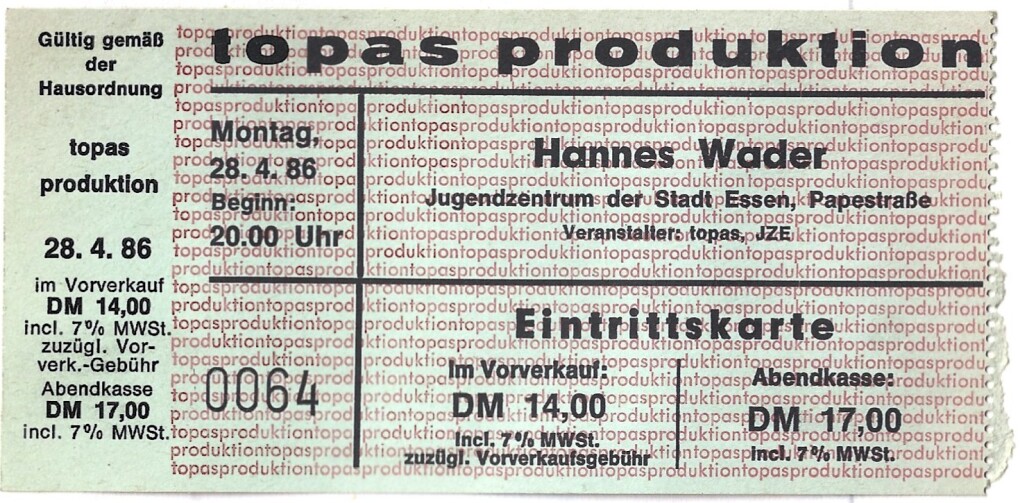 Gültig gemäß
der
Hausordnung
topas
produktion
28. 4. 86
im Vorverkauf
DM 14,00
incl. 7% MWSt.
zuzügl. Vor-
verk.-Gebühr
Abendkasse
DM 17,00
incl. 7% MWSt.
topas produktion
Montag,
28. 4. 86
Beginn:
20.00 Uhr
Hannes Wader
Jugendzentrum der Stadt Essen, Papestraße
Veranstalter: topas, JZE
0064
Eintrittskarte
Im Vorverkauf:
DM 14,00
incl. 7% MWSt.
zuzügl. Vorverkaufsgebühr
Abendkasse:
DM 17,00
incl. 7% MWSt.